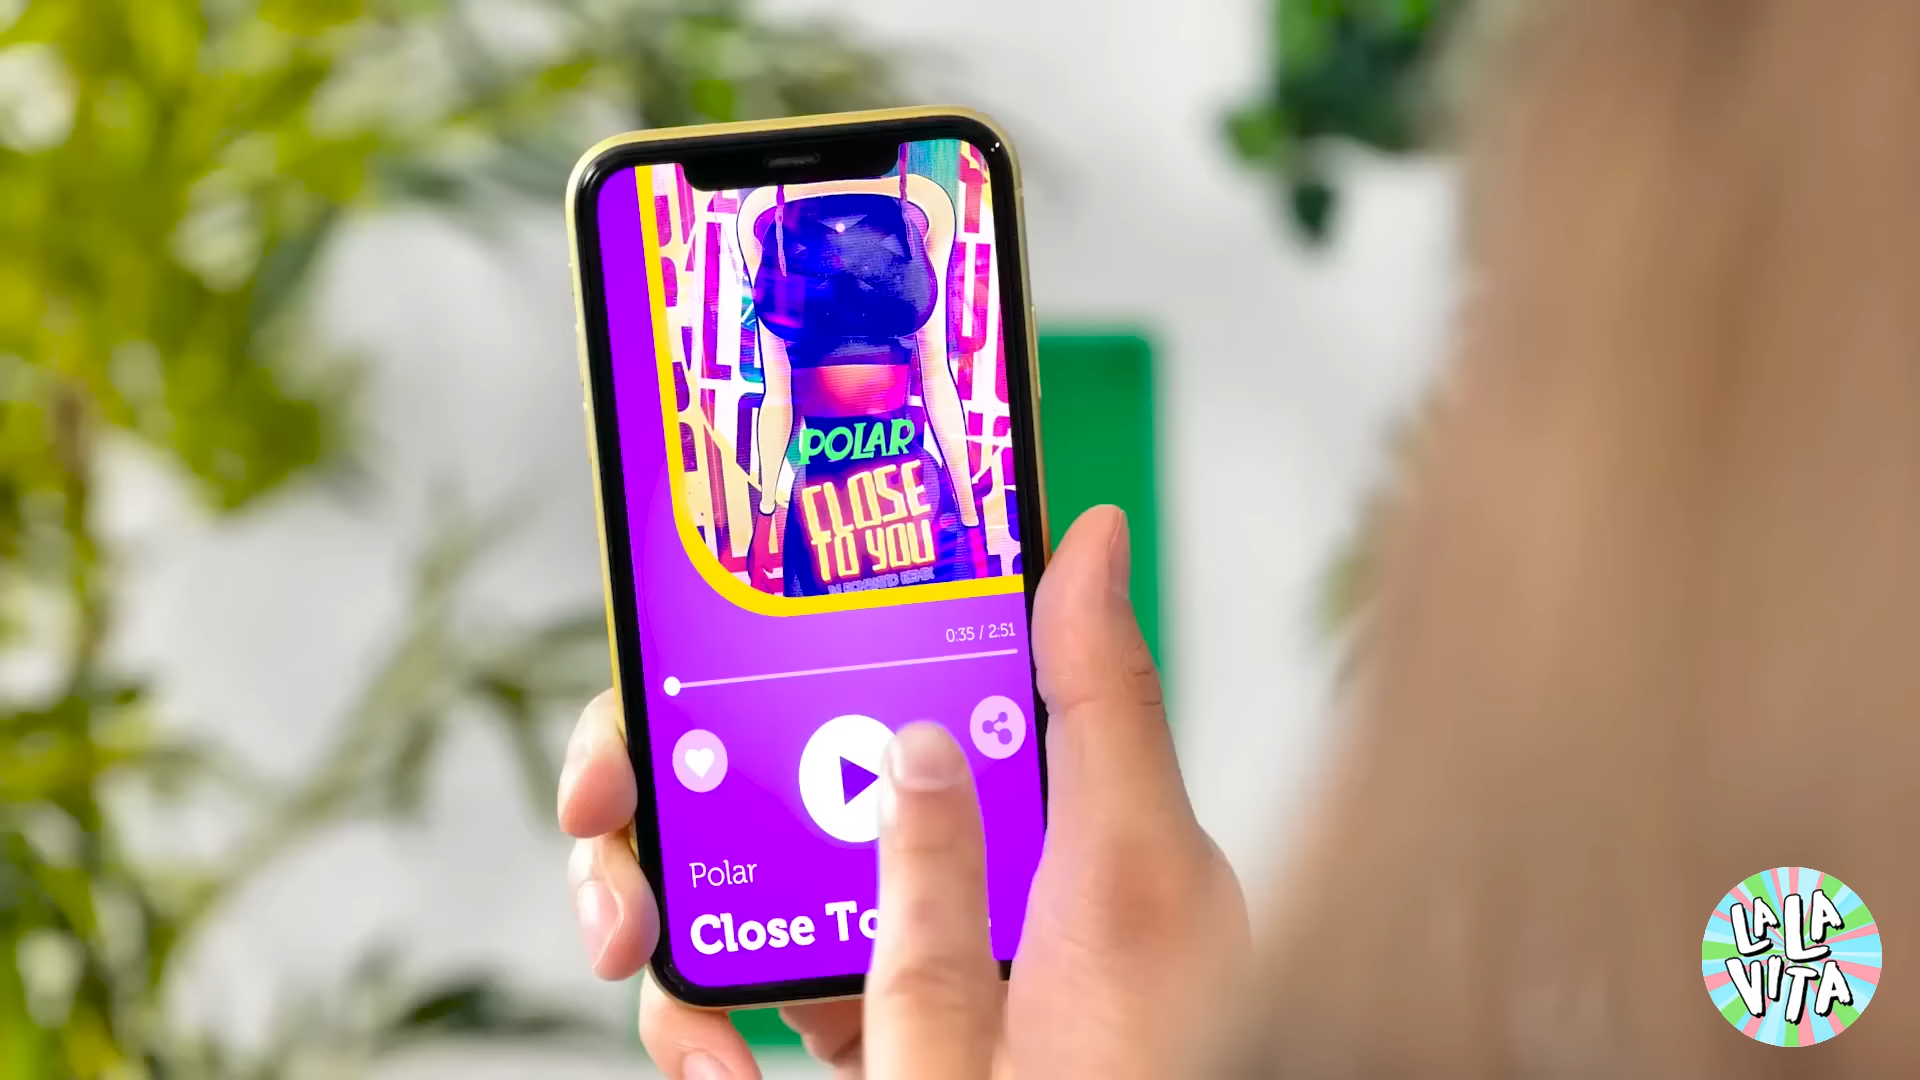 POLAR
CLOSE
TO YOU
0:35 / 2:51
Polar
Close To
LA LA
VITA